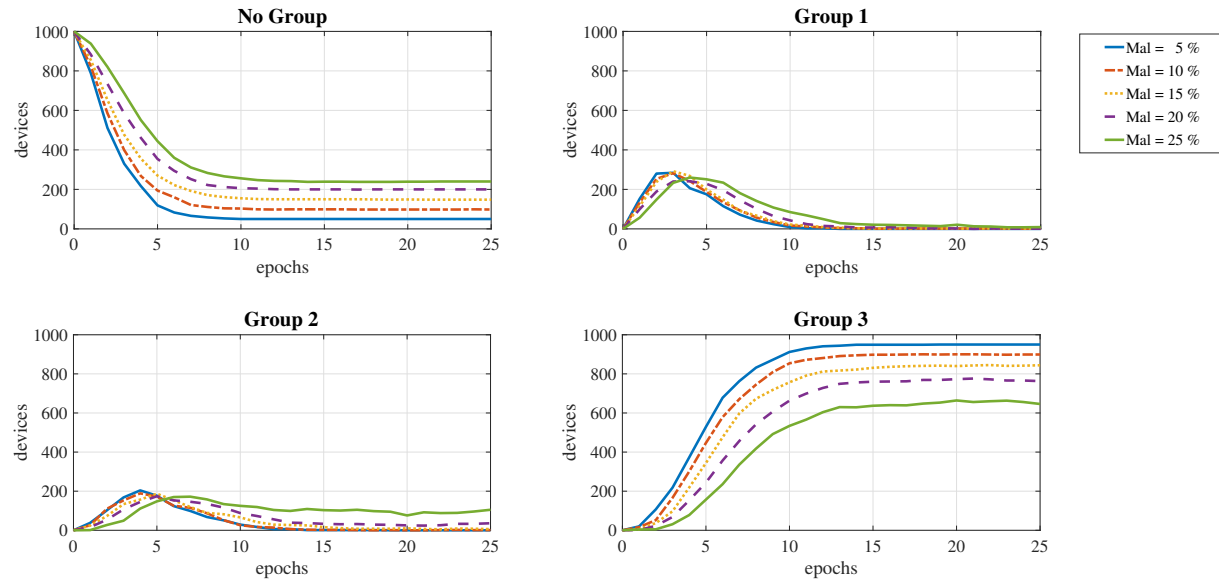 No Group
1000
800
600
400
200
0
devices
0 5 10 15 20 25
epochs
Group 1
1000
800
600
400
200
0
devices
0 5 10 15 20 25
epochs
Mal = 5 %
Mal = 10 %
Mal = 15 %
Mal = 20 %
Mal = 25 %
Group 2
1000
800
600
400
200
0
devices
0 5 10 15 20 25
epochs
Group 3
1000
800
600
400
200
0
devices
0 5 10 15 20 25
epochs